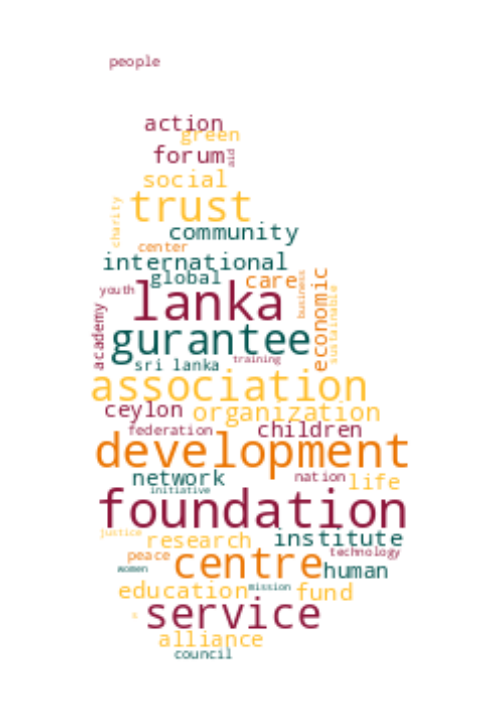 people
action
green
forum
aid
social
trust
charity
community
center
international
global
care
business
economic
sustainable
youth
lanka
academy
gurantee
training
sri lanka
association
ceylon
organization
federation
children
development
network
nation
life
initiative
foundation
justice
research
institute
technology
peace
centre
women
human
education
mission
fund
service
alliance
council